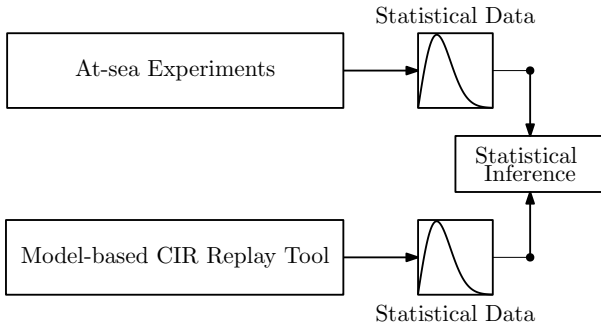 Statistical Data
At-sea Experiments
Statistical
Inference
Model-based CIR Replay Tool
Statistical Data